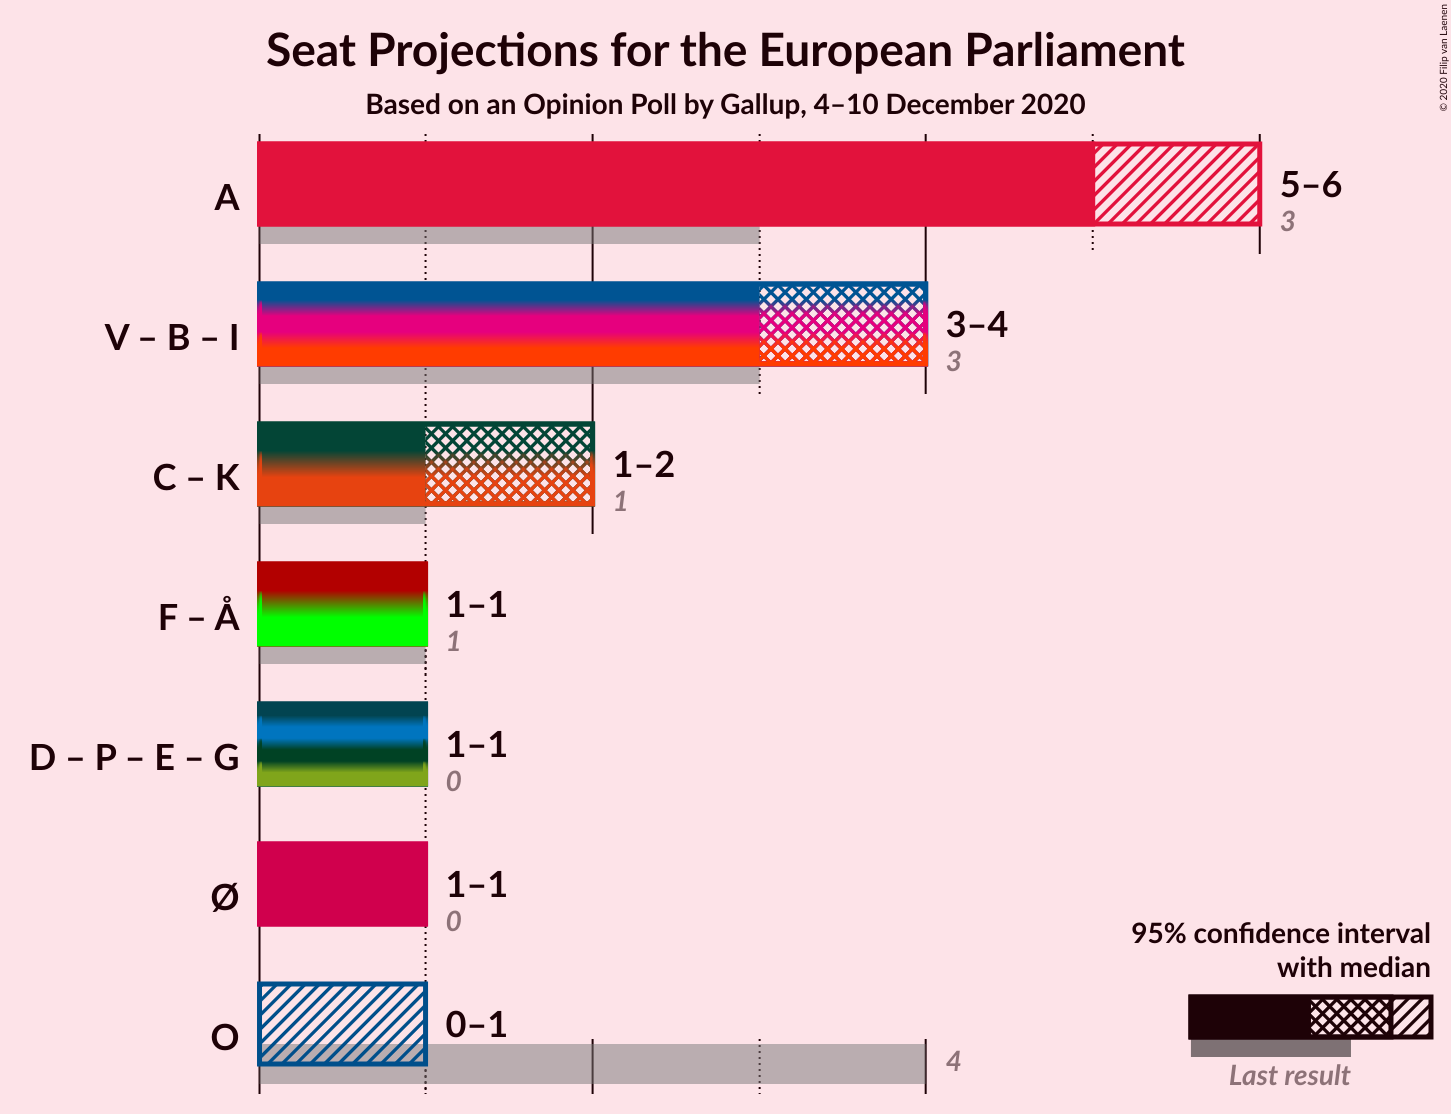 Seat Projections for the European Parliament
Based on an Opinion Poll by Gallup, 4–10 December 2020
© 2020 Filip van Laenen
A
5–6
3
V – B – I
3–4
3
C – K
1–2
1
F – Å
1–1
1
D – P – E – G
1–1
0
Ø
1–1
0
O
0–1
4
95% confidence interval
with median
Last result